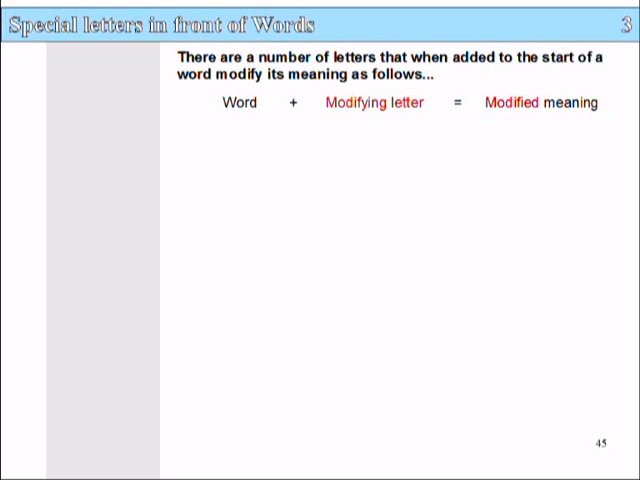 Special letters in front of Words 3
There are a number of letters that when added to the start of a
word modify its meaning as follows...
Word + Modifying letter = Modified meaning
45